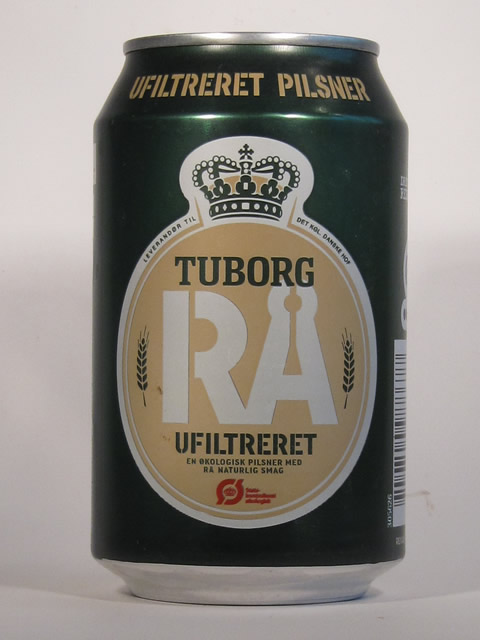 UFILTRERET PILSNER
LEVERANDØR TIL DET KGL. DANSKE HOF
TUBORG
RÅ
UFILTRERET
EN ØKOLOGISK PILSNER MED
RÅ NATURLIG SMAG